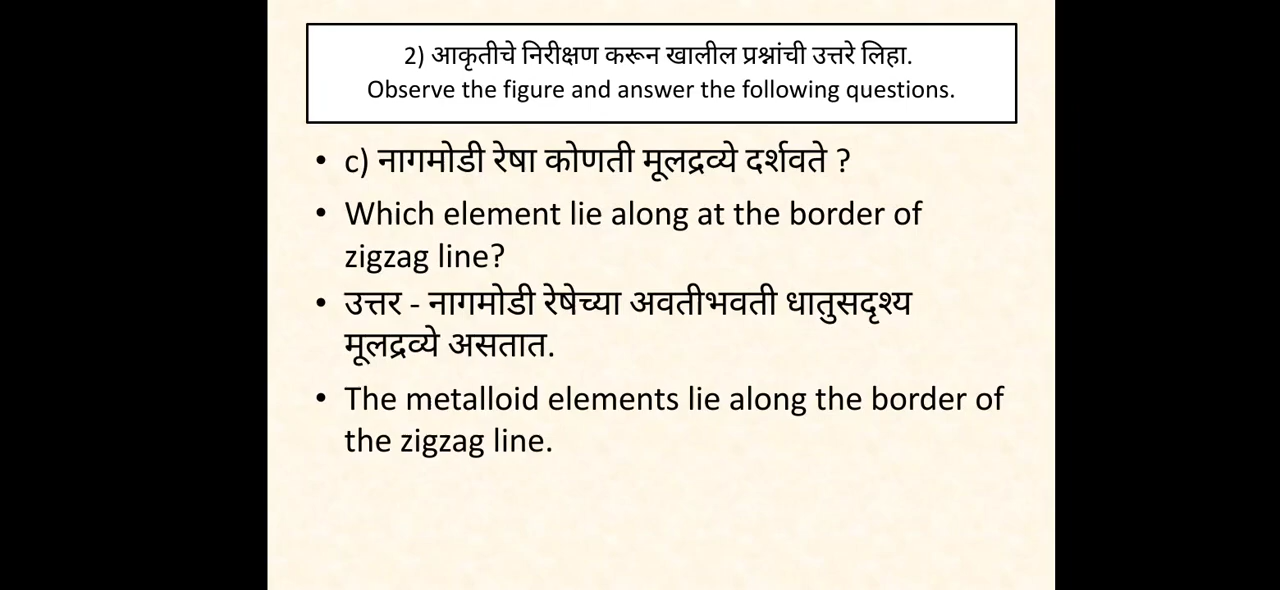 2) आकृतीचे निरीक्षण करून खालील प्रश्नांची उत्तरे लिहा.
Observe the figure and answer the following questions.
• c) नागमोडी रेषा कोणती मूलद्रव्ये दर्शवते ?
• Which element lie along at the border of
zigzag line?
• उत्तर - नागमोडी रेषेच्या अवतीभवती धातुसदृश्य
मूलद्रव्ये असतात.
• The metalloid elements lie along the border of
the zigzag line.